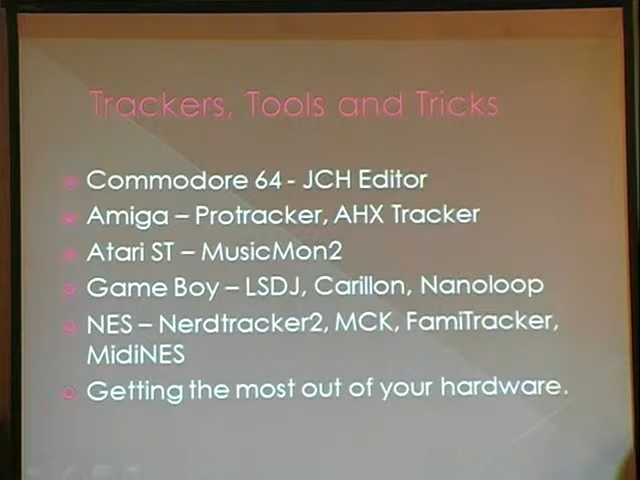 Trackers, Tools and Tricks
Commodore 64 - JCH Editor
Amiga – Protracker, AHX Tracker
Atari ST – MusicMon2
Game Boy – LSDJ, Carillon, Nanoloop
NES – Nerdtracker2, MCK, FamiTracker,
MidiNES
Getting the most out of your hardware.